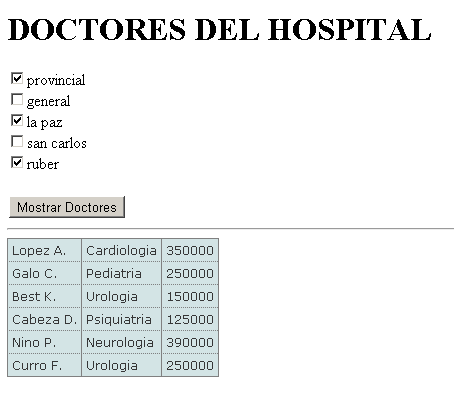 DOCTORES DEL HOSPITAL
provincial
general
la paz
san carlos
ruber
Mostrar Doctores
Lopez A. Cardiologia 350000
Galo C. Pediatria 250000
Best K. Urologia 150000
Cabeza D. Psiquiatria 125000
Nino P. Neurologia 390000
Curro F. Urologia 250000